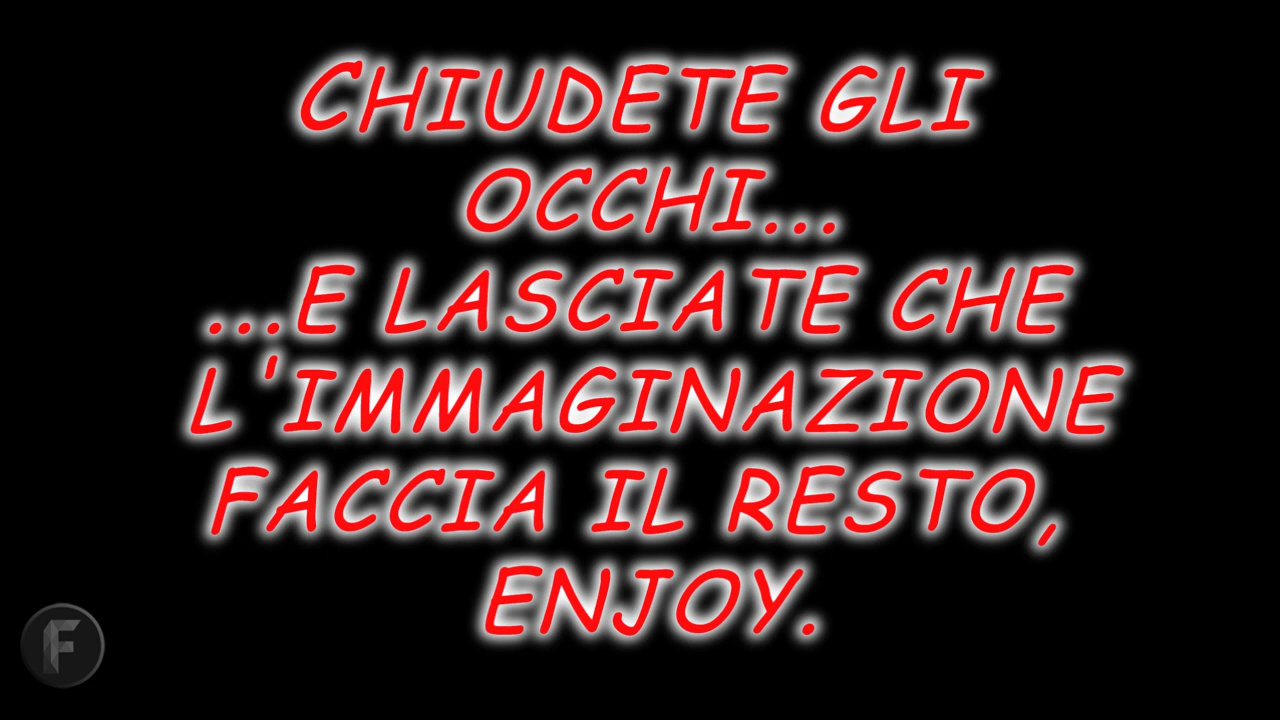 CHIUDETE GLI
OCCHI...
...E LASCIATE CHE
L'IMMAGINAZIONE
FACCIA IL RESTO,
ENJOY.
F